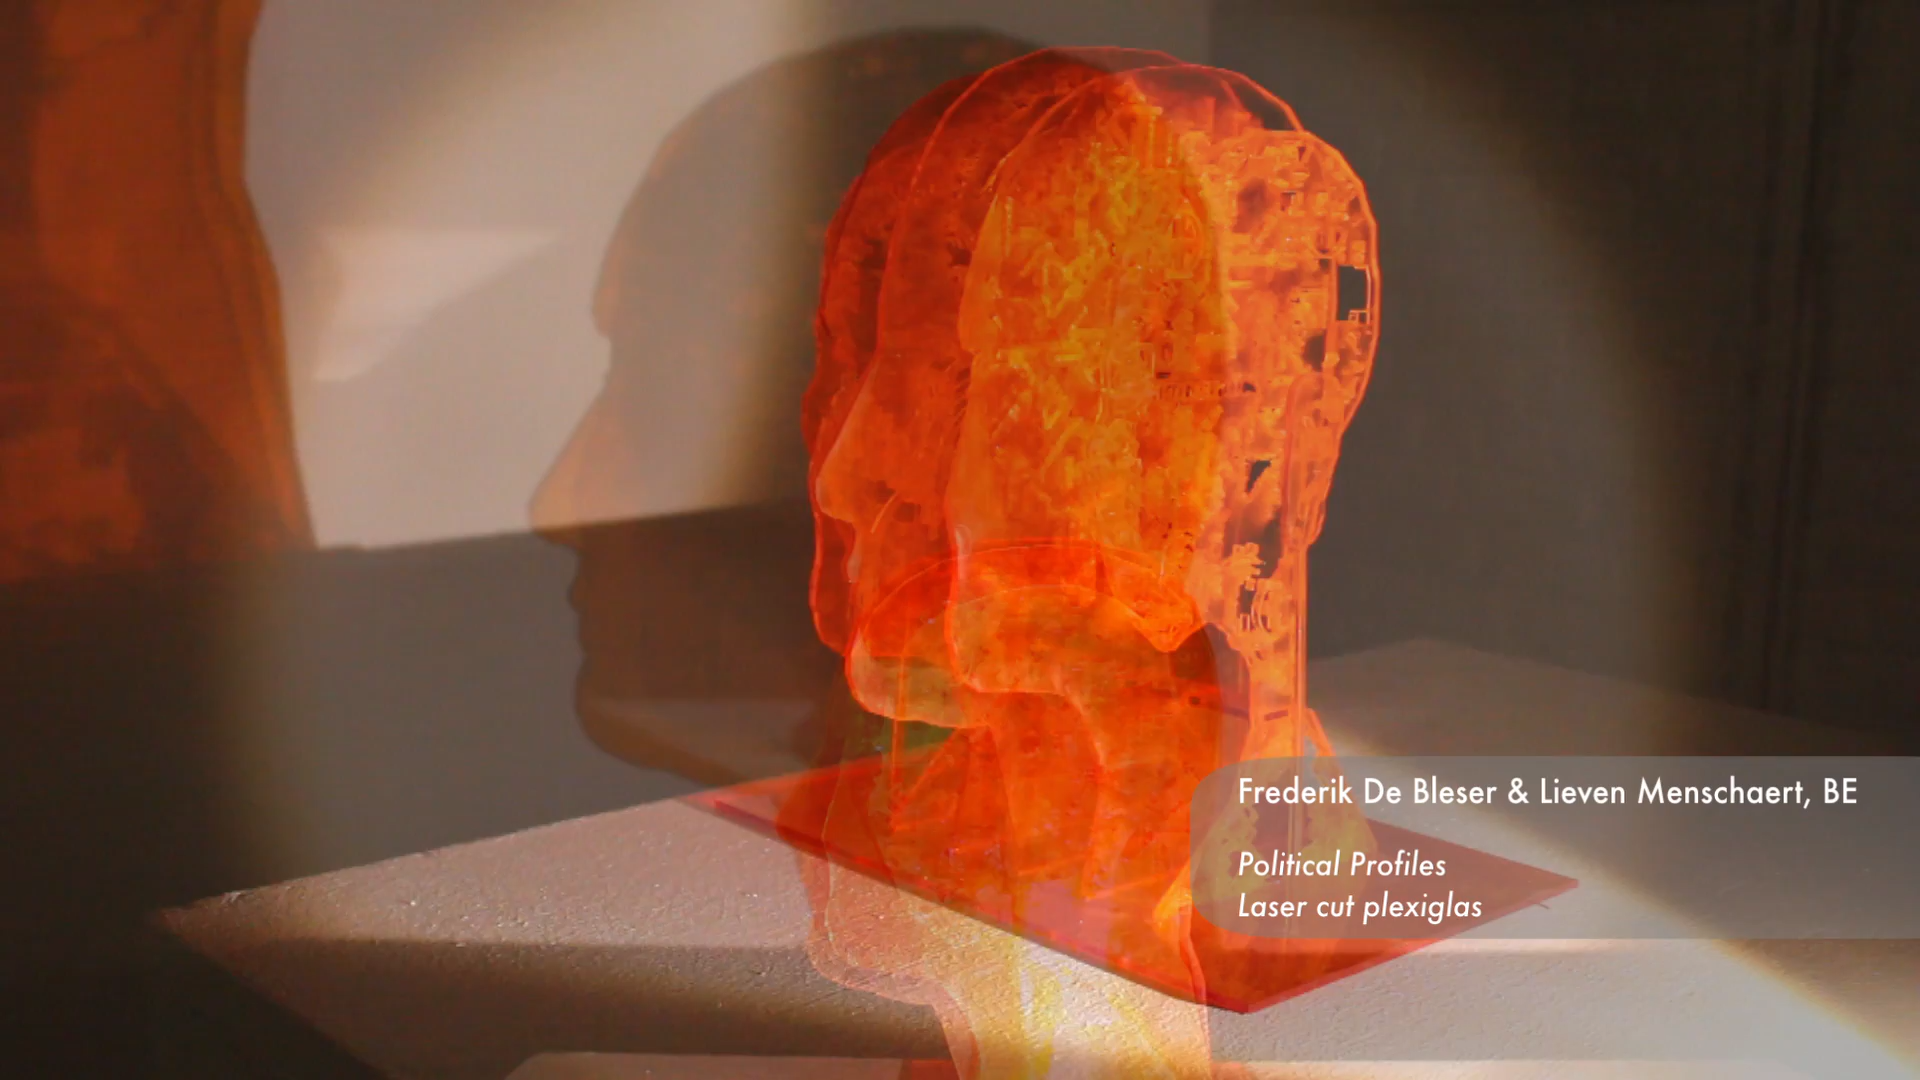 Frederik De Bleser & Lieven Menschaert, BE
Political Profiles
Laser cut plexiglas